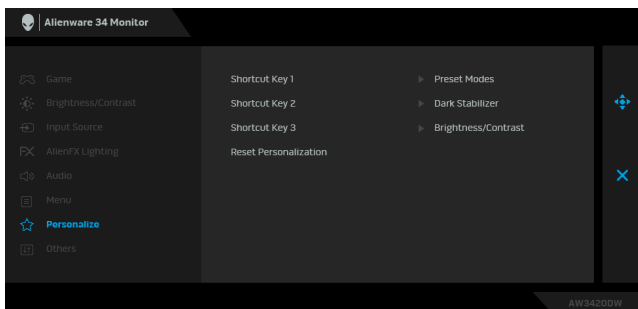 Alienware 34 Monitor
Game
Brightness/Contrast
Input Source
AlienFX Lighting
Audio
Menu
Personalize
Others
Shortcut Key 1 Preset Modes
Shortcut Key 2 Dark Stabilizer
Shortcut Key 3 Brightness/Contrast
Reset Personalization
AW3420DW